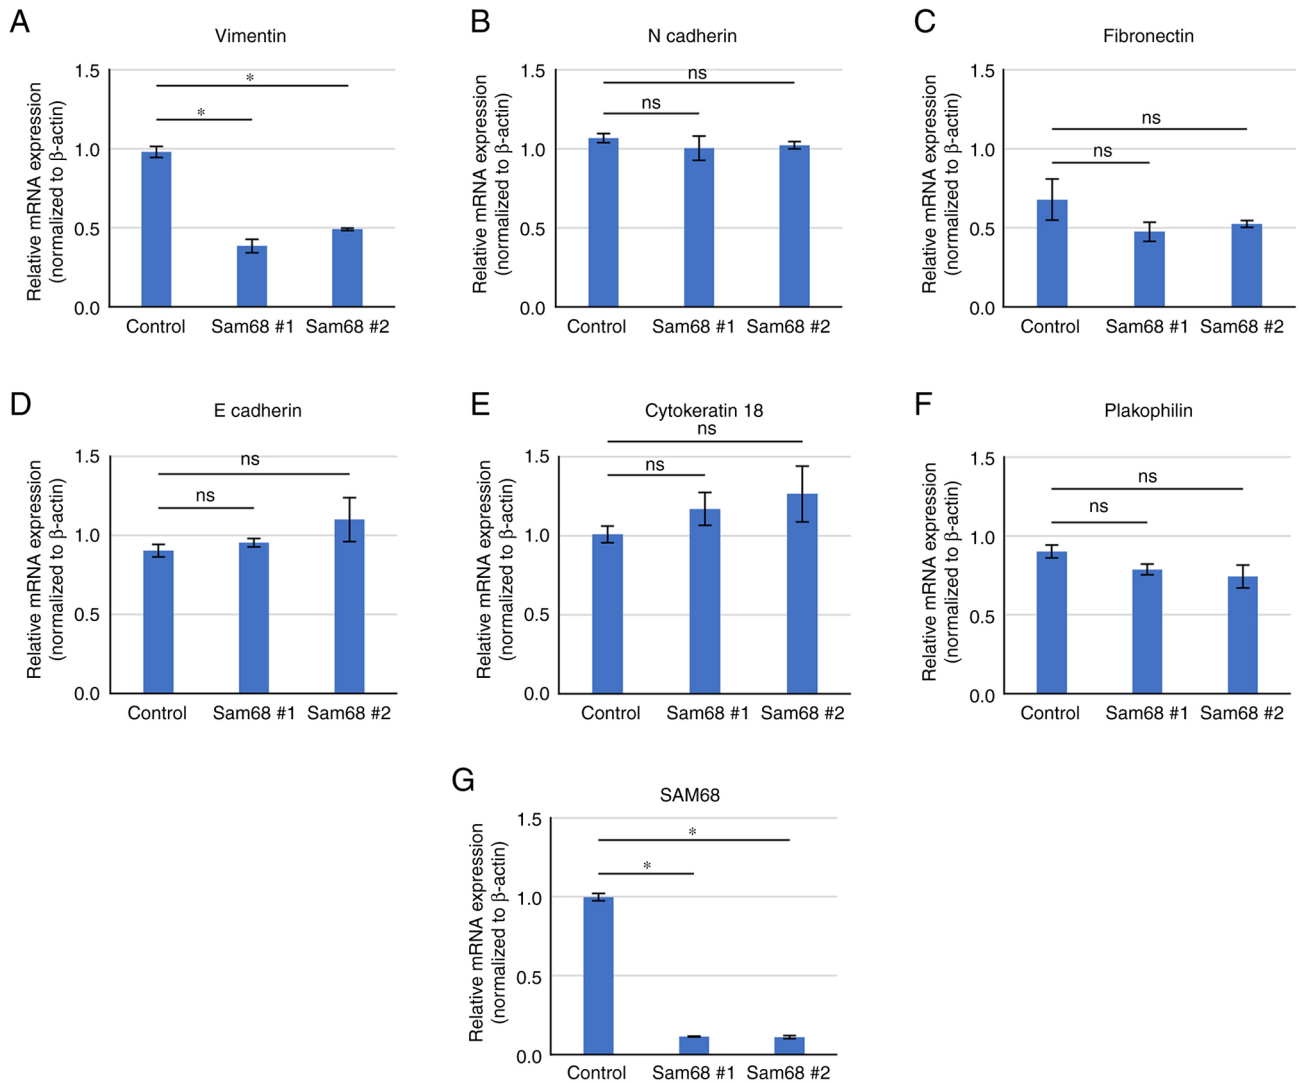 A
Vimentin
Relative mRNA expression
(normalized to β-actin)
1.5
1.0
0.5
0.0
*
*
Control
Sam68 #1
Sam68 #2
B
N cadherin
Relative mRNA expression
(normalized to β-actin)
1.5
1.0
0.5
0.0
ns
ns
Control
Sam68 #1
Sam68 #2
C
Fibronectin
Relative mRNA expression
(normalized to β-actin)
1.5
1.0
0.5
0.0
ns
ns
Control
Sam68 #1
Sam68 #2
D
E cadherin
Relative mRNA expression
(normalized to β-actin)
1.5
1.0
0.5
0.0
ns
ns
Control
Sam68 #1
Sam68 #2
E
Cytokeratin 18
Relative mRNA expression
(normalized to β-actin)
1.5
1.0
0.5
0.0
ns
ns
Control
Sam68 #1
Sam68 #2
F
Plakophilin
Relative mRNA expression
(normalized to β-actin)
1.5
1.0
0.5
0.0
ns
ns
Control
Sam68 #1
Sam68 #2
G
SAM68
Relative mRNA expression
(normalized to β-actin)
1.5
1.0
0.5
0.0
*
*
Control
Sam68 #1
Sam68 #2